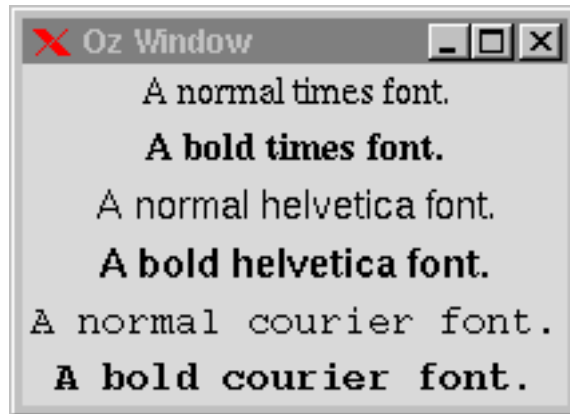 Oz Window
A normal times font.
A bold times font.
A normal helvetica font.
A bold helvetica font.
A normal courier font.
A bold courier font.